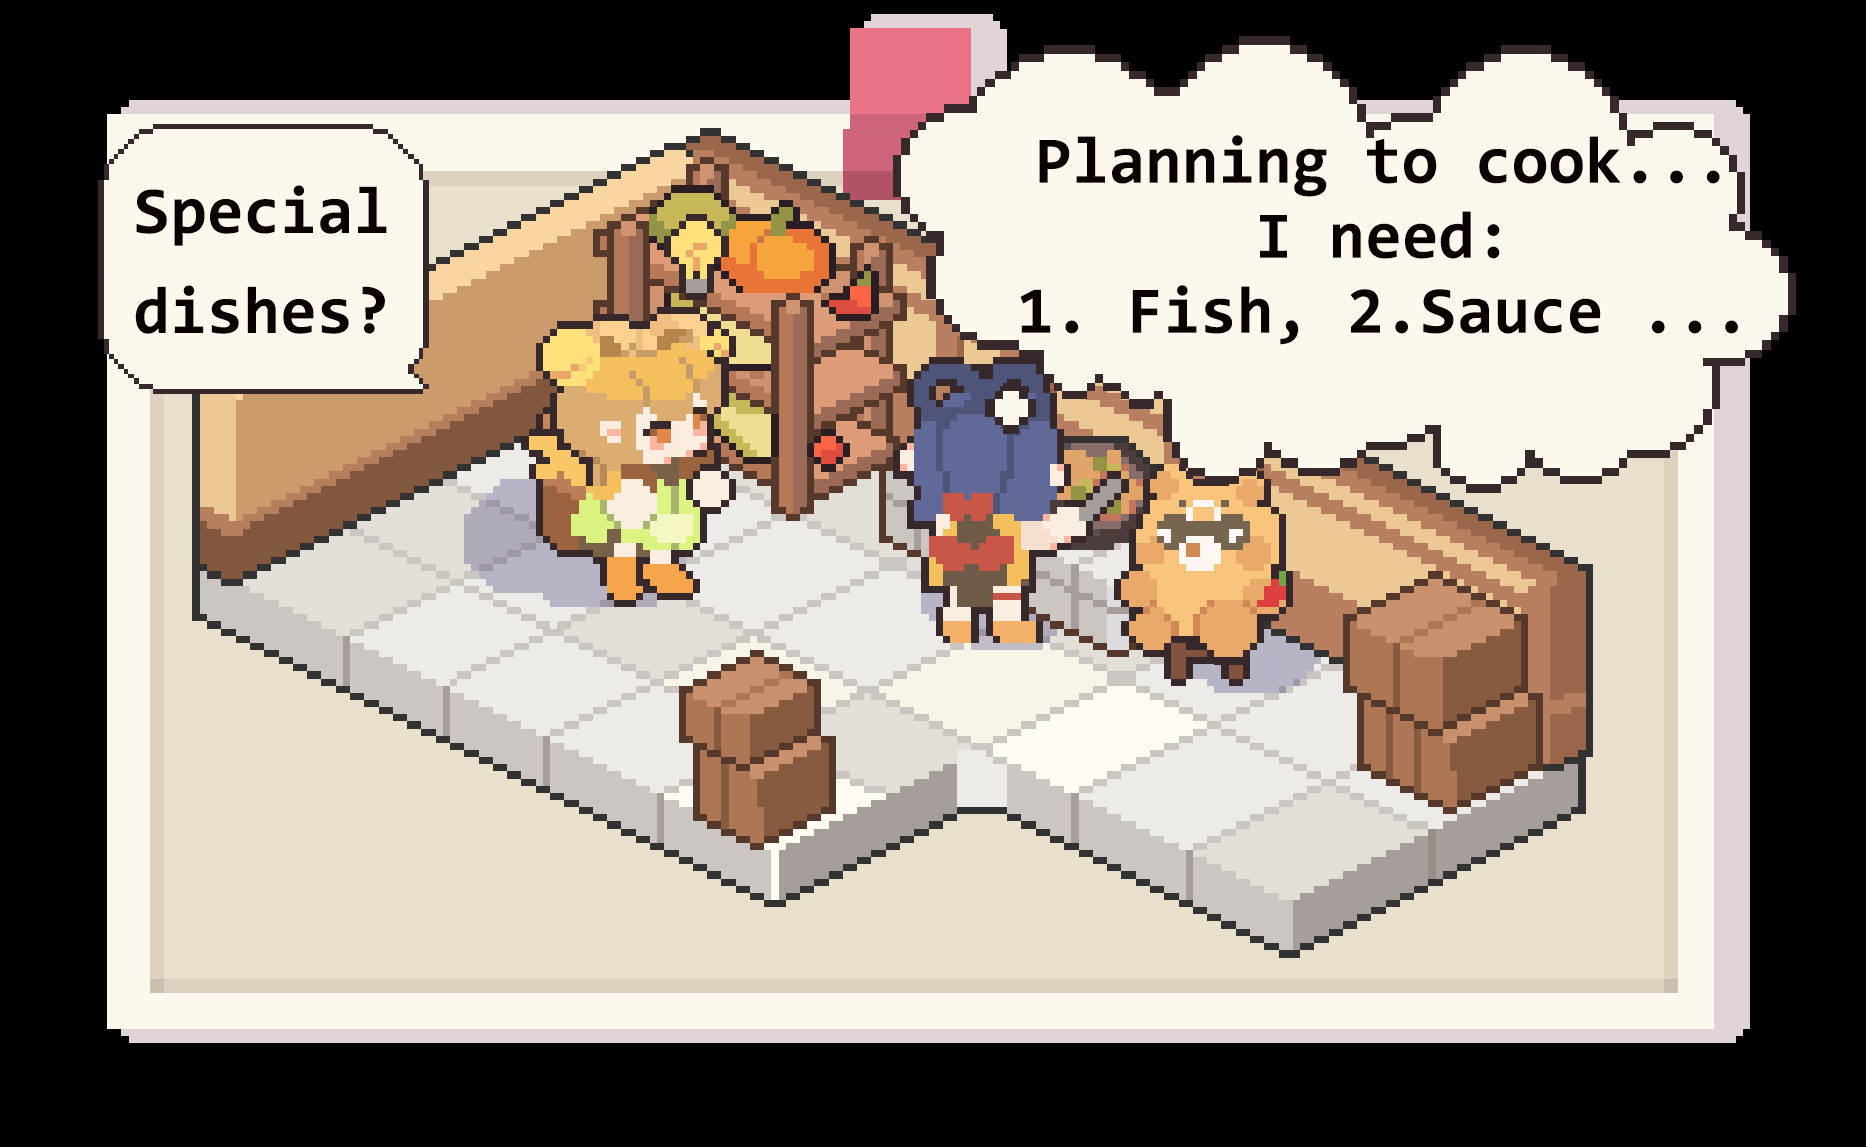 Special
dishes?
Planning to cook...
I need:
1. Fish, 2.Sauce ...